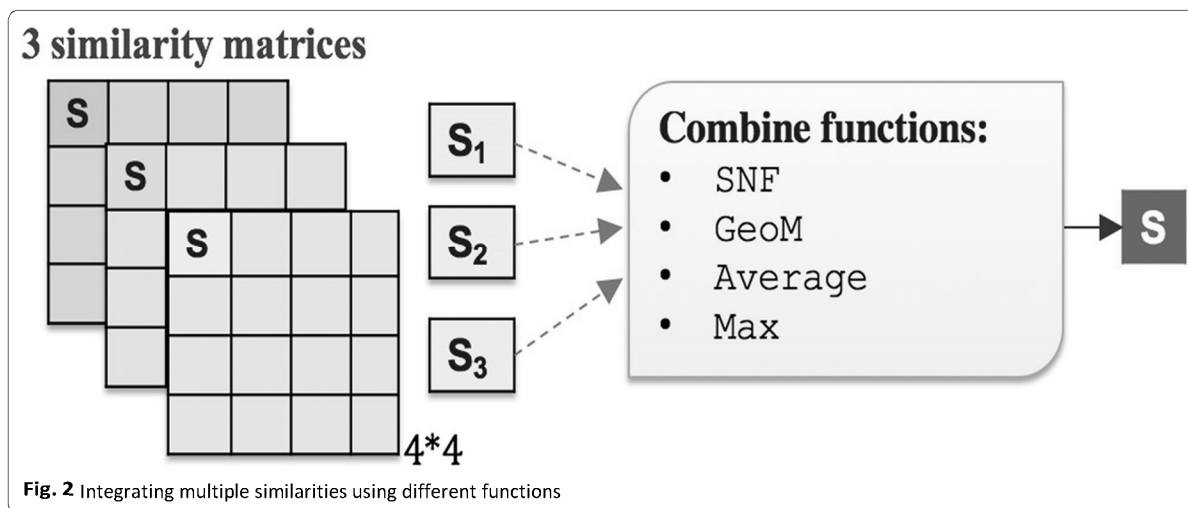 3 similarity matrices
S
S
S
4*4
S₁
S₂
S₃
Combine functions:
• SNF
• GeoM
• Average
• Max
S
Fig. 2 Integrating multiple similarities using different functions